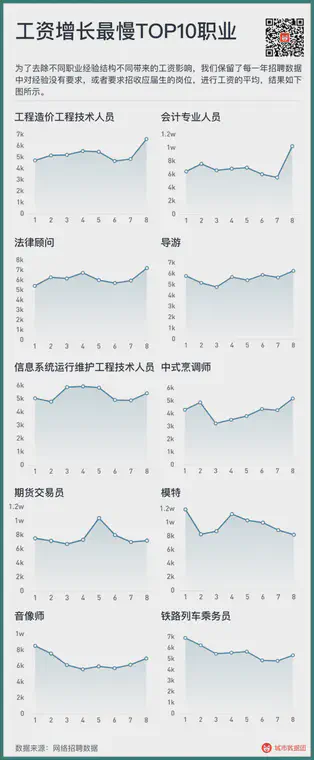 工资增长最慢TOP10职业
为了去除不同职业经验结构不同带来的工资影响，我们保留了每一年招聘数据
中对经验没有要求，或者要求招收应届生的岗位，进行工资的平均，结果如下
图所示。
工程造价工程技术人员
7k
6k
5k
4k
3k
2k
1k
0
1 2 3 4 5 6 7 8
会计专业人员
1.2w
1w
8k
6k
4k
2k
0
1 2 3 4 5 6 7 8
法律顾问
8k
7k
6k
5k
4k
3k
2k
1k
0
1 2 3 4 5 6 7 8
导游
7k
6k
5k
4k
3k
2k
1k
0
1 2 3 4 5 6 7 8
信息系统运行维护工程技术人员
6k
5k
4k
3k
2k
1k
0
1 2 3 4 5 6 7 8
中式烹调师
6k
5k
4k
3k
2k
1k
0
1 2 3 4 5 6 7 8
期货交易员
1.2w
1w
8k
6k
4k
2k
0
1 2 3 4 5 6 7 8
模特
1.2w
1w
8k
6k
4k
2k
0
1 2 3 4 5 6 7 8
音像师
1w
8k
6k
4k
2k
0
1 2 3 4 5 6 7 8
铁路列车乘务员
7k
6k
5k
4k
3k
2k
1k
0
1 2 3 4 5 6 7 8
数据来源：网络招聘数据
城市数据团